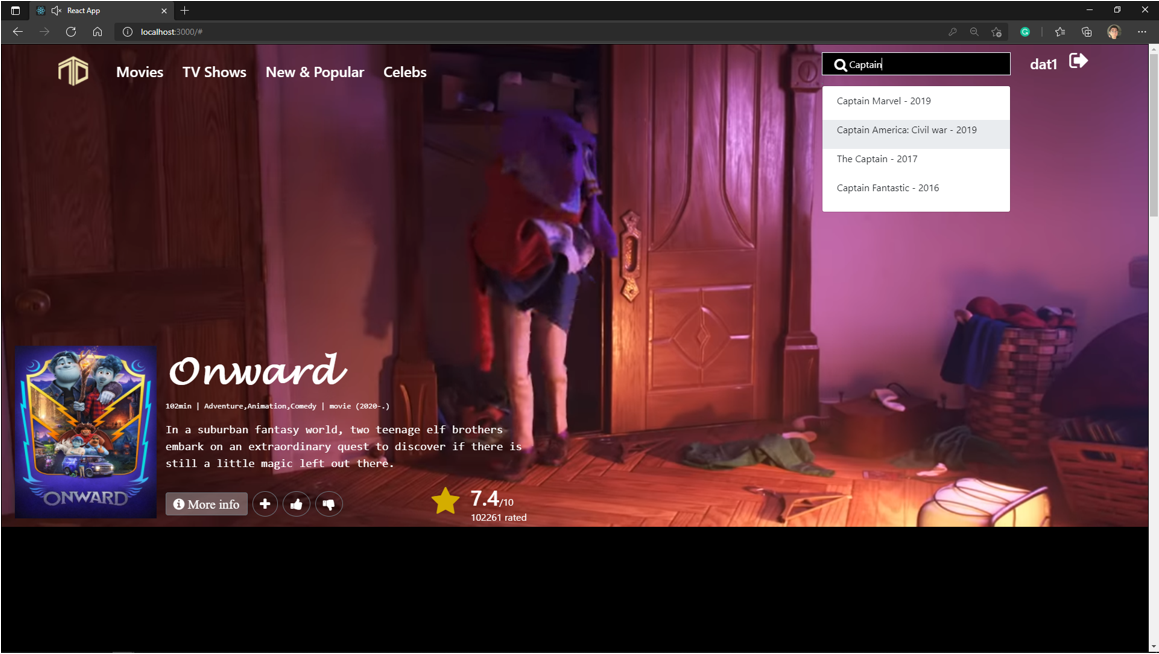 React App
localhost:3000/#
Movies TV Shows New & Popular Celebs
Captain
dat1
Captain Marvel - 2019
Captain America: Civil war - 2019
The Captain - 2017
Captain Fantastic - 2016
Onward
102min | Adventure,Animation,Comedy | movie (2020-.)
In a suburban fantasy world, two teenage elf brothers
embark on an extraordinary quest to discover if there is
still a little magic left out there.
ONWARD
More info
7.4/10
102261 rated